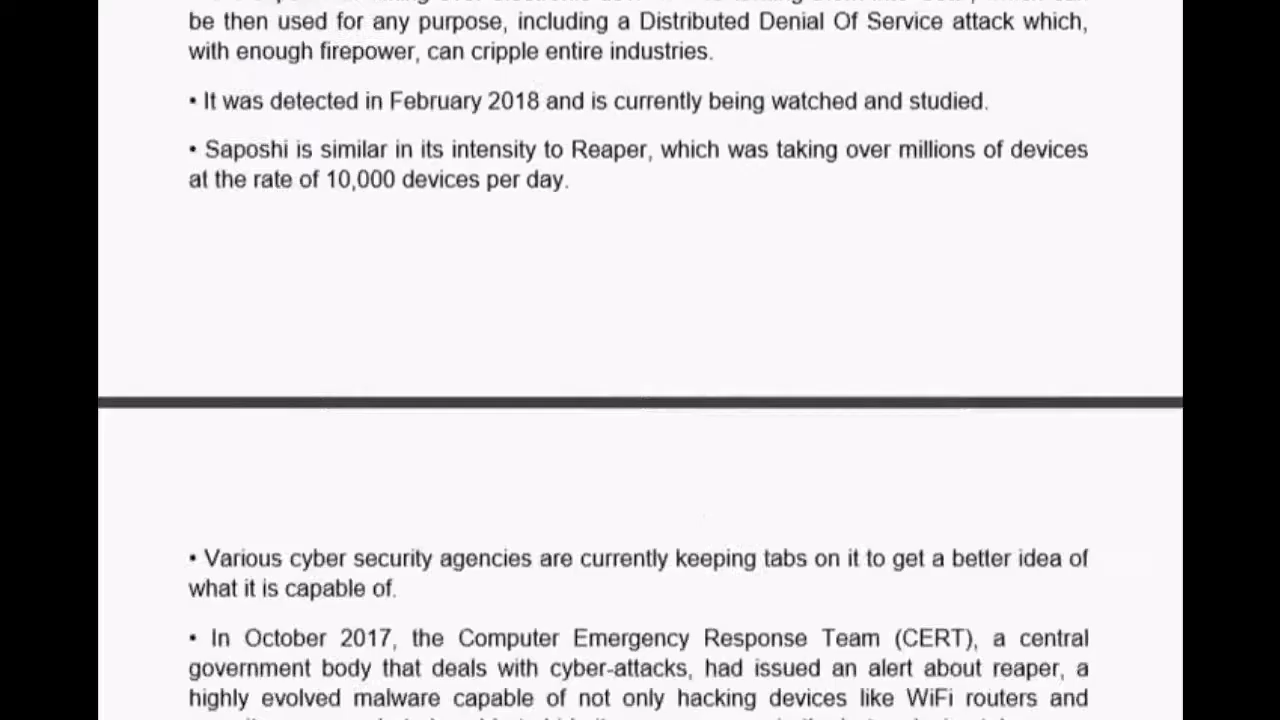 be then used for any purpose, including a Distributed Denial Of Service attack which,
with enough firepower, can cripple entire industries.
• It was detected in February 2018 and is currently being watched and studied.
• Saposhi is similar in its intensity to Reaper, which was taking over millions of devices
at the rate of 10,000 devices per day.
• Various cyber security agencies are currently keeping tabs on it to get a better idea of
what it is capable of.
• In October 2017, the Computer Emergency Response Team (CERT), a central
government body that deals with cyber-attacks, had issued an alert about reaper, a
highly evolved malware capable of not only hacking devices like WiFi routers and